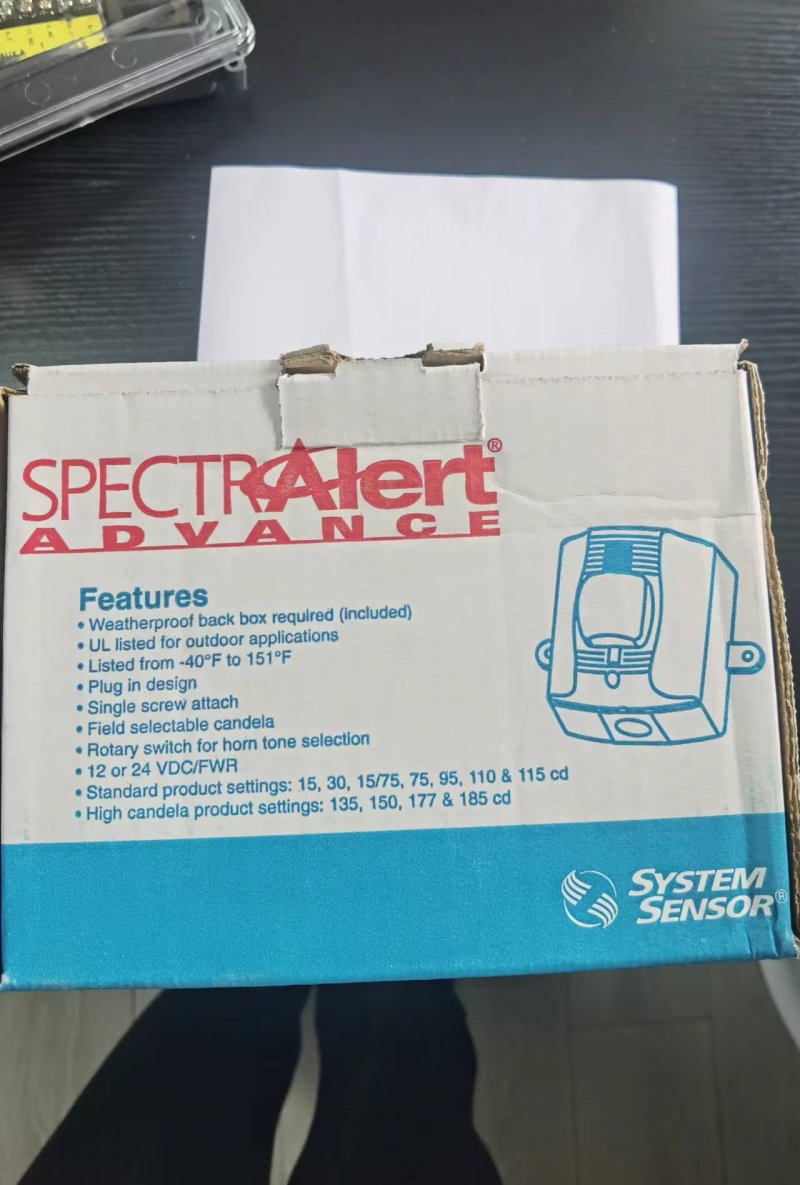 SPECTRAlert®
ADVANCE
Features
• Weatherproof back box required (included)
• UL listed for outdoor applications
• Listed from -40°F to 151°F
• Plug in design
• Single screw attach
• Field selectable candela
• Rotary switch for horn tone selection
• 12 or 24 VDC/FWR
• Standard product settings: 15, 30, 15/75, 75, 95, 110 & 115 cd
• High candela product settings: 135, 150, 177 & 185 cd
SYSTEM
SENSOR®